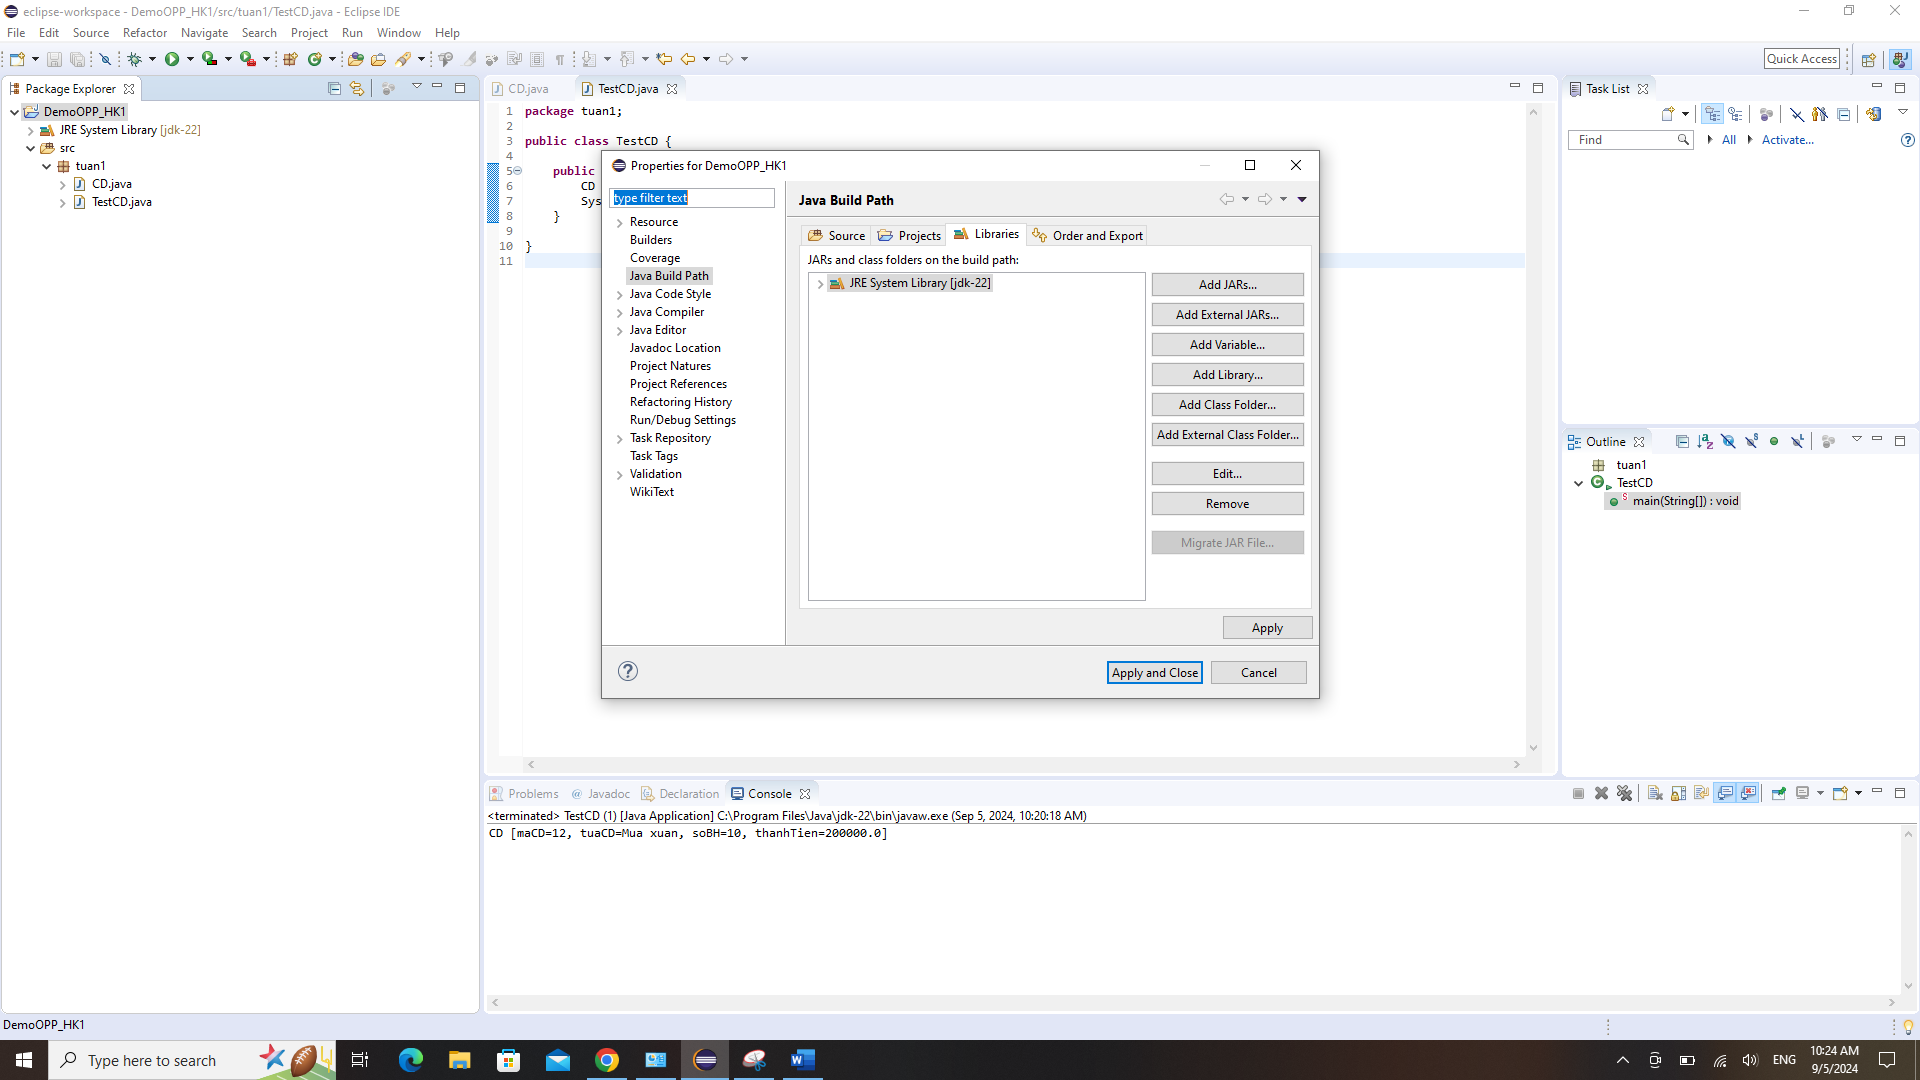 eclipse-workspace - DemoOPP_HK1/src/tuan1/TestCD.java - Eclipse IDE
File Edit Source Refactor Navigate Search Project Run Window Help
Quick Access
Package Explorer
DemoOPP_HK1
JRE System Library [jdk-22]
src
tuan1
CD.java
TestCD.java
CD.java TestCD.java
1 package tuan1;
2
3 public class TestCD {
4
5 public
6 CD
7 Sys
8 }
9
10 }
11
Properties for DemoOPP_HK1
type filter text
Resource
Builders
Coverage
Java Build Path
Java Code Style
Java Compiler
Java Editor
Javadoc Location
Project Natures
Project References
Refactoring History
Run/Debug Settings
Task Repository
Task Tags
Validation
WikiText
Java Build Path
Source Projects Libraries Order and Export
JARs and class folders on the build path:
JRE System Library [jdk-22]
Add JARs...
Add External JARs...
Add Variable...
Add Library...
Add Class Folder...
Add External Class Folder...
Edit...
Remove
Migrate JAR File...
Apply
Apply and Close Cancel
Task List
Find All Activate...
Outline
tuan1
TestCD
main(String[]) : void
Problems Javadoc Declaration Console
<terminated> TestCD (1) [Java Application] C:\Program Files\Java\jdk-22\bin\javaw.exe (Sep 5, 2024, 10:20:18 AM)
CD [maCD=12, tuaCD=Mua xuan, soBH=10, thanhTien=200000.0]
DemoOPP_HK1
Type here to search
ENG
10:24 AM
9/5/2024